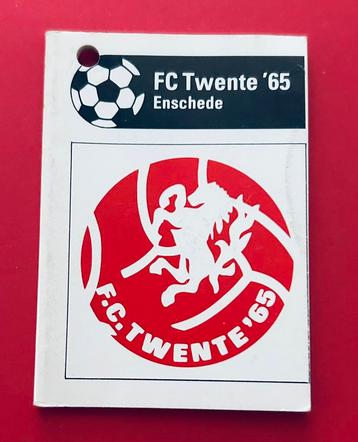 FC Twente '65
Enschede
F.C. TWENTE '65